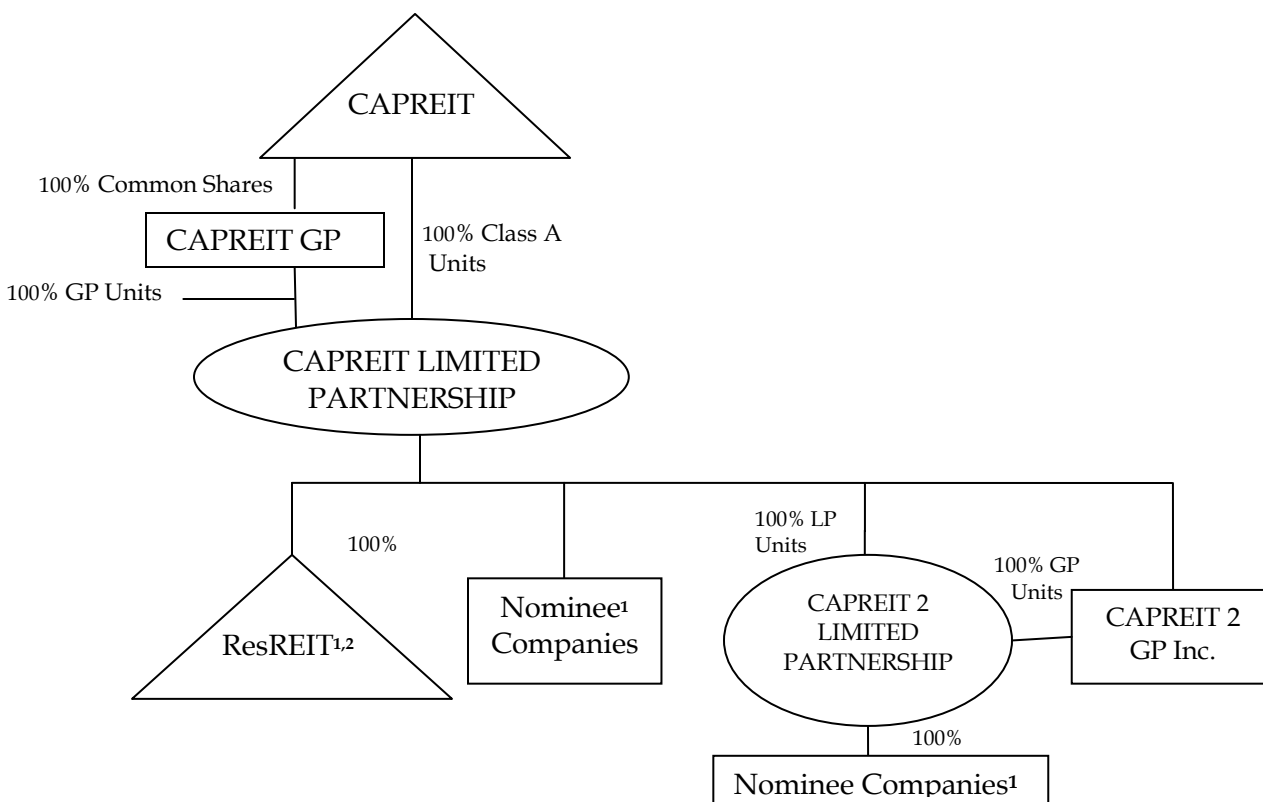 CAPREIT
100% Common Shares
CAPREIT GP
100% Class A
Units
100% GP Units
CAPREIT LIMITED
PARTNERSHIP
100%
100% LP
Units
100% GP
Units
ResREIT¹,²
Nominee¹
Companies
CAPREIT 2
LIMITED
PARTNERSHIP
CAPREIT 2
GP Inc.
100%
Nominee Companies¹